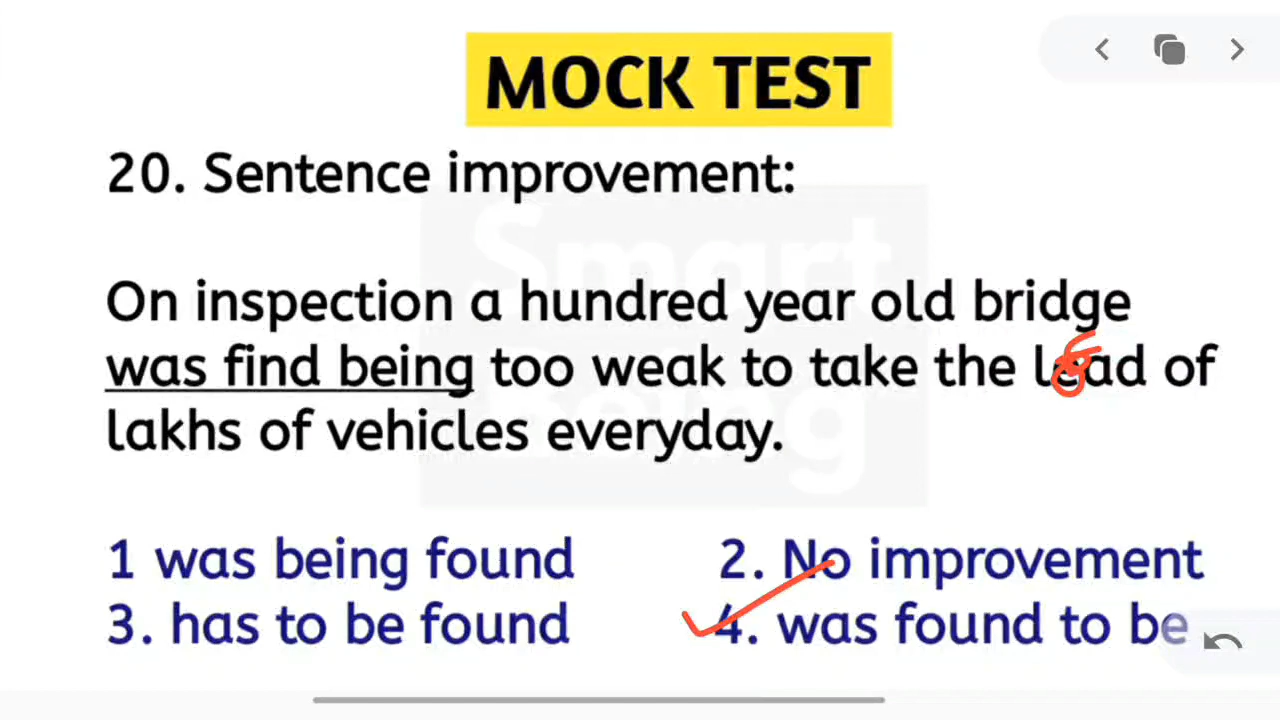 MOCK TEST
20. Sentence improvement:
Smart
Being
On inspection a hundred year old bridge
was find being too weak to take the lead of
lakhs of vehicles everyday.
1 was being found
2. No improvement
3. has to be found
4. was found to be